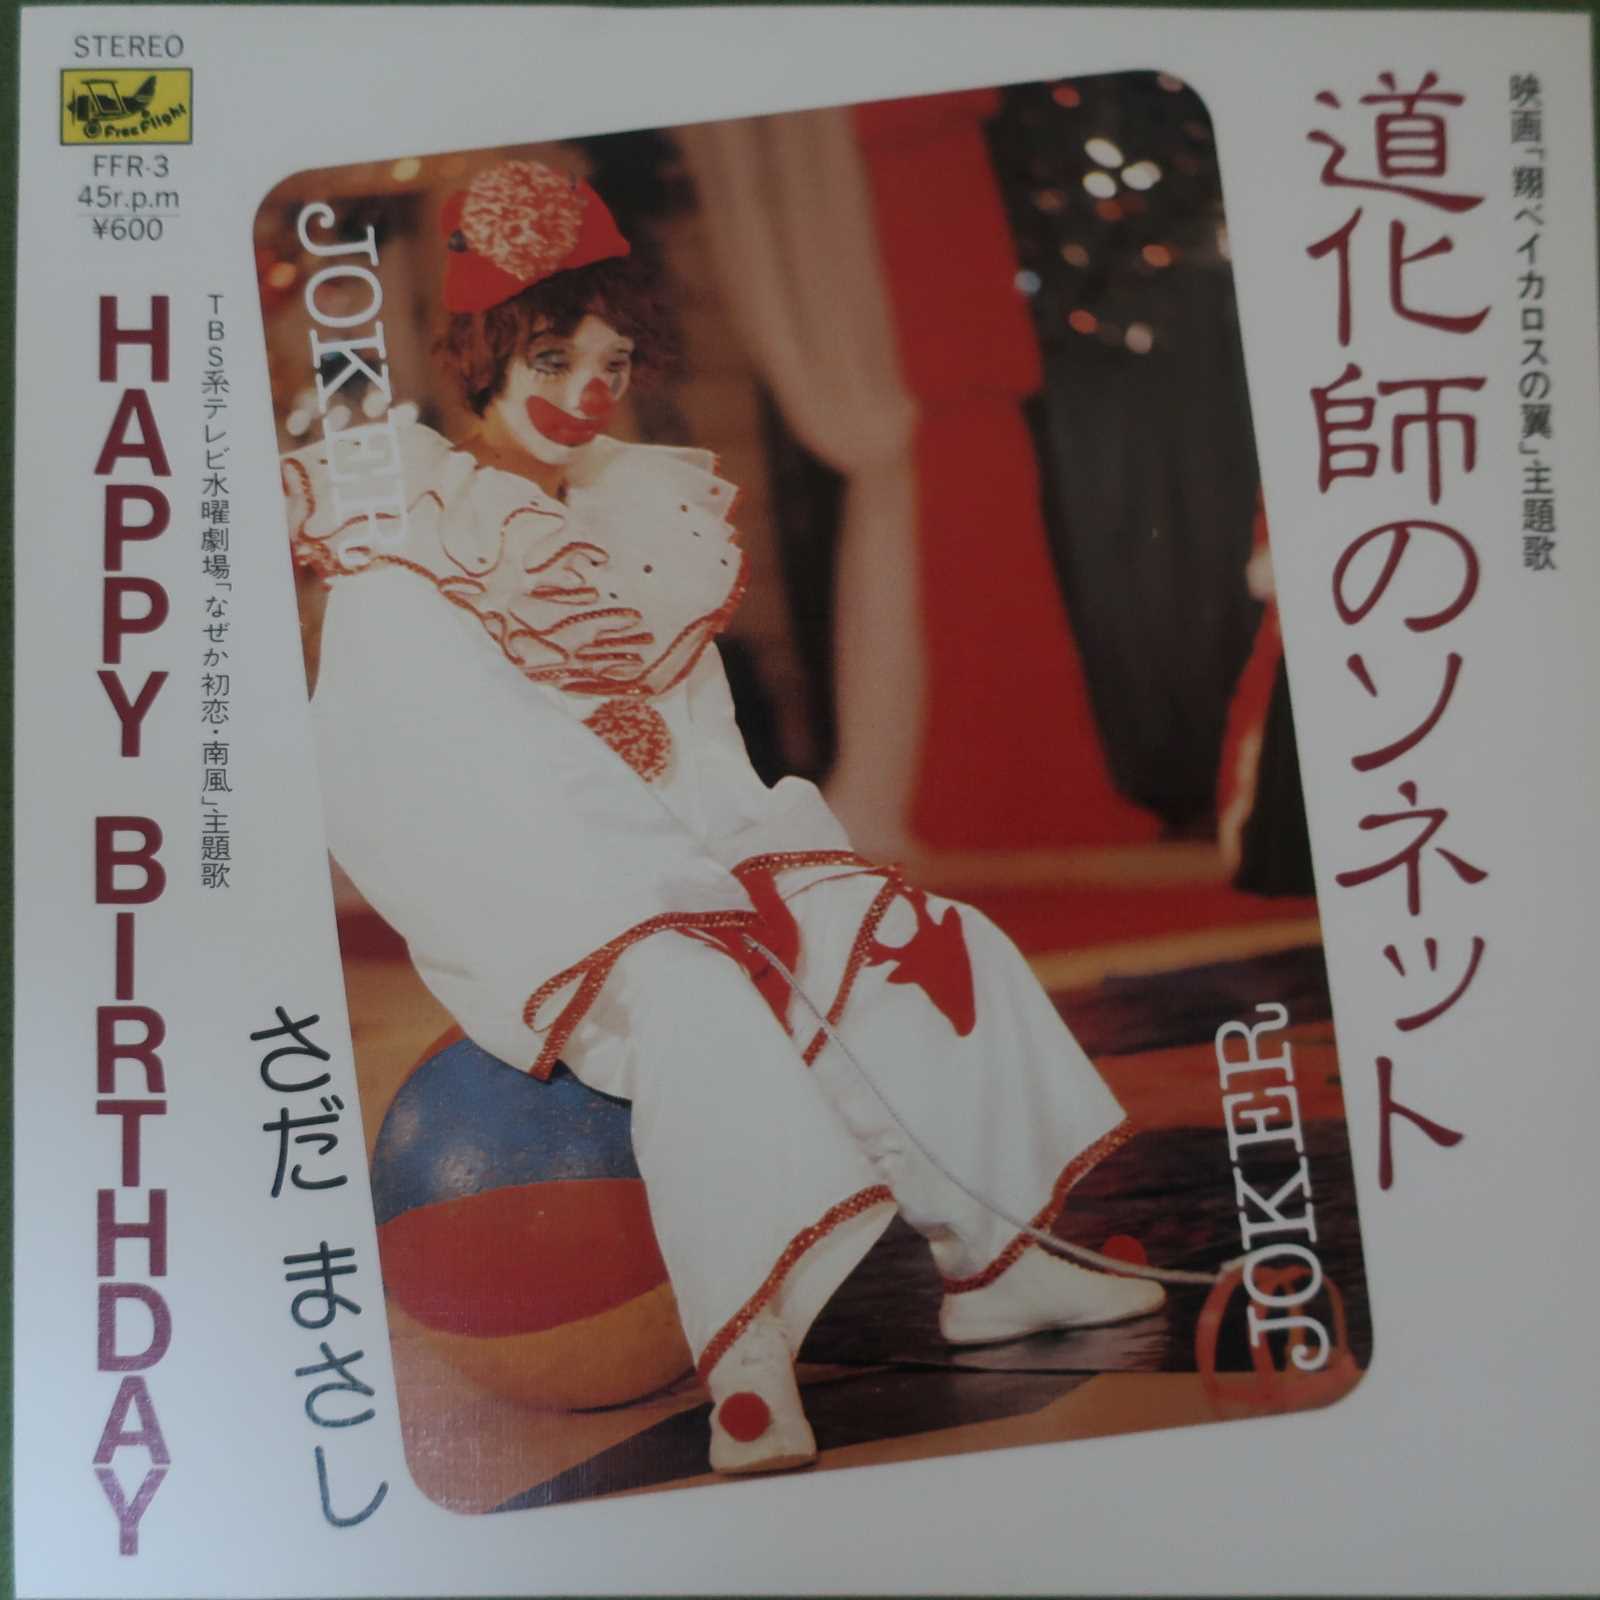 STEREO
Free Flight
FFR-3
45r.p.m
¥600
映画「翔べイカロスの翼」主題歌
道化師のソネット
JOKER
JOKER
TBS系テレビ水曜劇場「なぜか初恋・南風」主題歌
HAPPY BIRTHDAY
さだ まさし